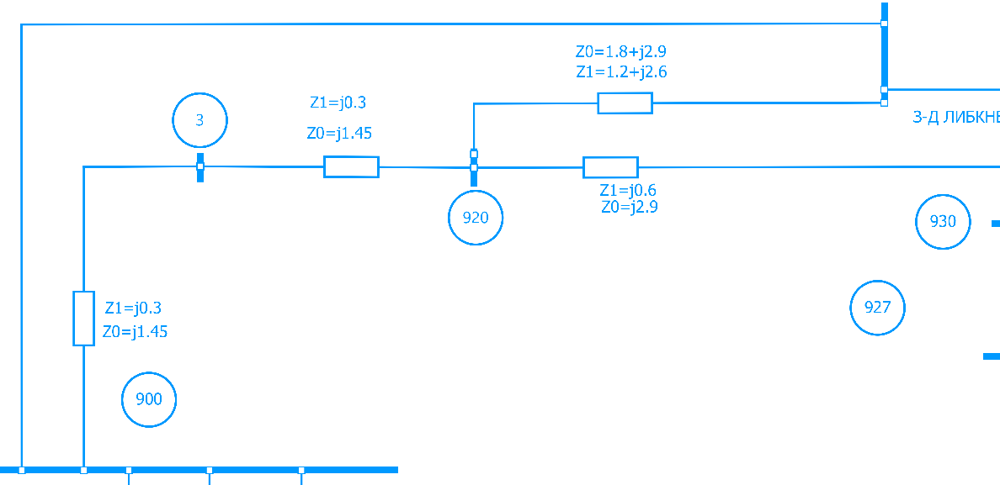 Z0=1.8+j2.9
Z1=1.2+j2.6
Z1=j0.3
Z0=j1.45
3
З-Д ЛИБКНЕ
Z1=j0.6
Z0=j2.9
920
930
Z1=j0.3
Z0=j1.45
927
900